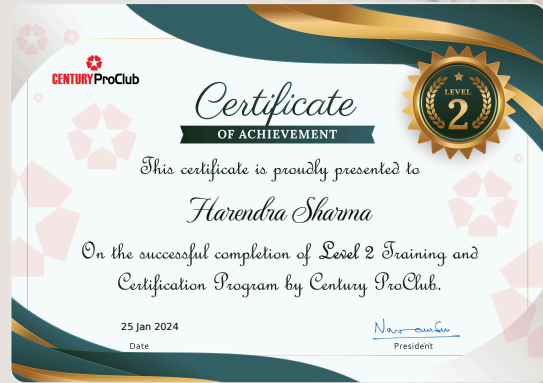 CENTURY ProClub
Certificate
OF ACHIEVEMENT
LEVEL
2
This certificate is proudly presented to
Harendra Sharma
On the successful completion of Level 2 Training and
Certification Program by Century ProClub.
25 Jan 2024
Date
President